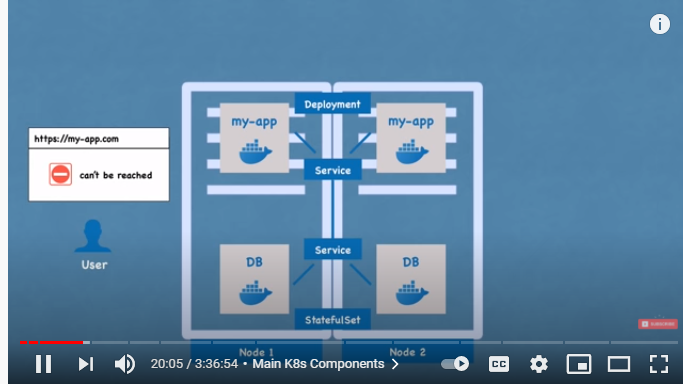 Deployment
my-app
my-app
https://my-app.com
can't be reached
Service
User
Service
DB
DB
StatefulSet
SUBSCRIBE
Node 1
Node 2
20:05 / 3:36:54 • Main K8s Components
CC